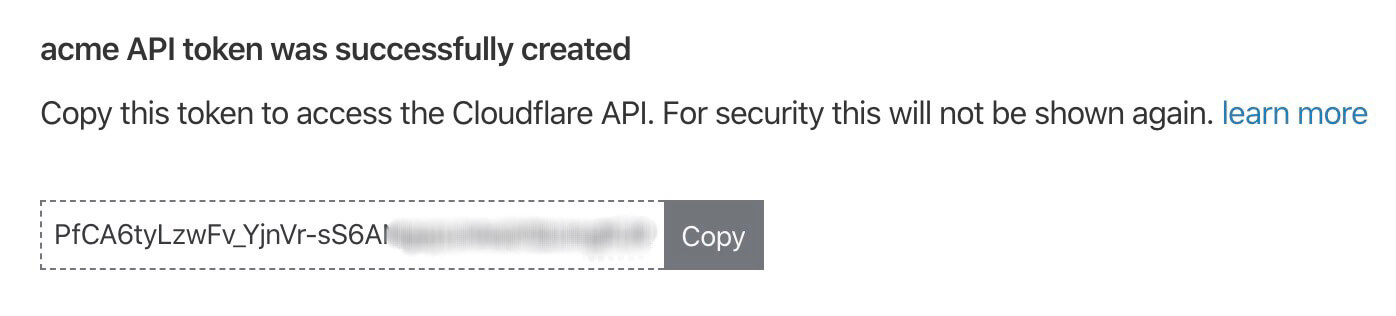 acme API token was successfully created
Copy this token to access the Cloudflare API. For security this will not be shown again. learn more
PfCA6tyLzwFv_YjnVr-sS6A
Copy